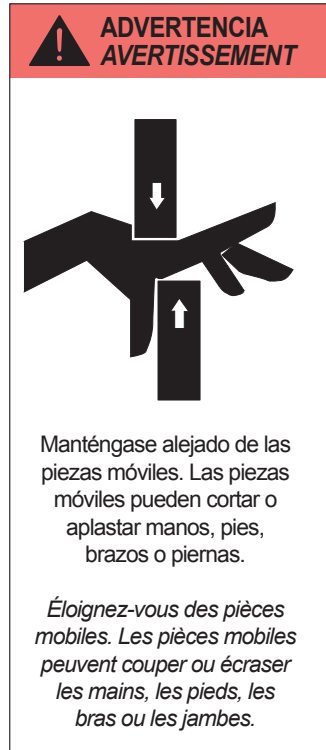 ADVERTENCIA
AVERTISSEMENT
Manténgase alejado de las
piezas móviles. Las piezas
móviles pueden cortar o
aplastar manos, pies,
brazos o piernas.
Éloignez-vous des pièces
mobiles. Les pièces mobiles
peuvent couper ou écraser
les mains, les pieds, les
bras ou les jambes.